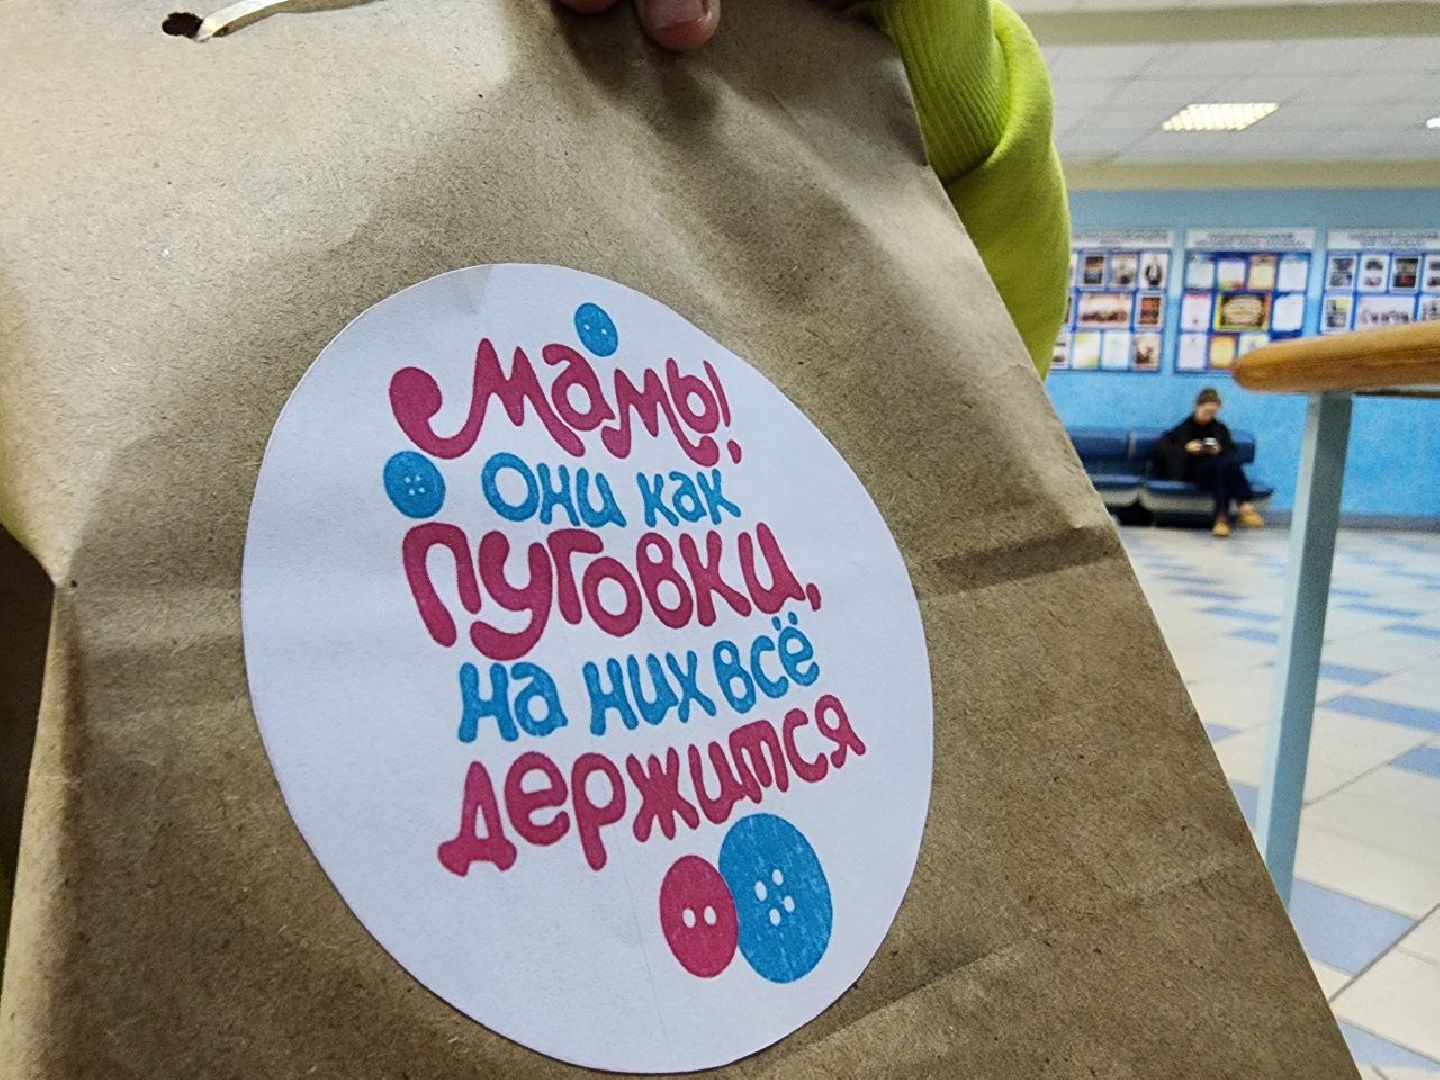 Мамы,
они как
пуговки,
на них всё
держится